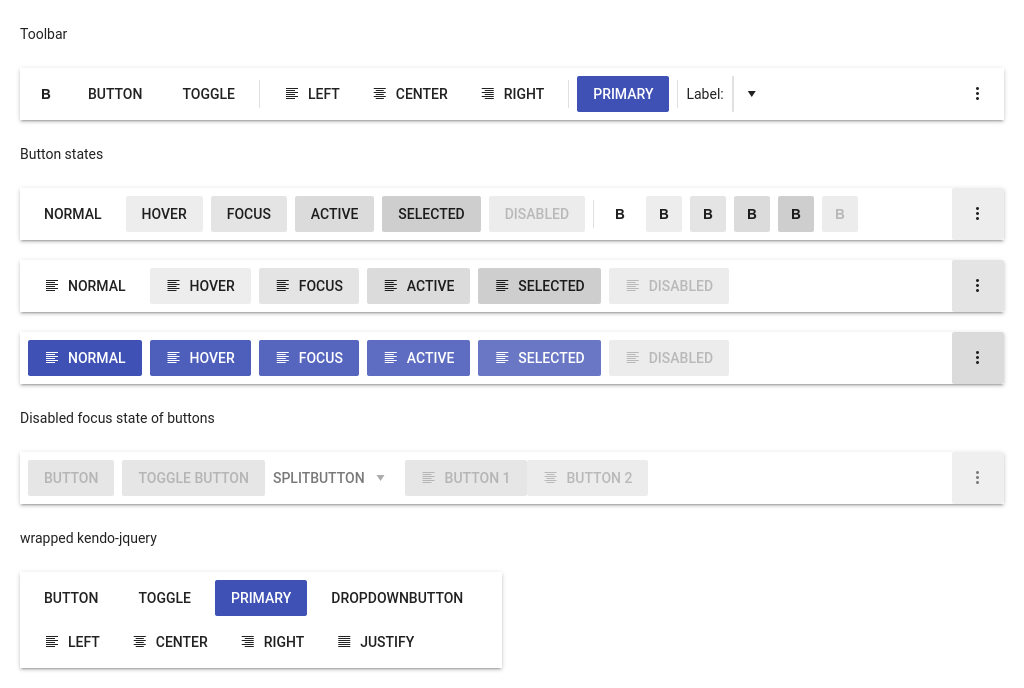 Toolbar
B BUTTON TOGGLE LEFT CENTER RIGHT PRIMARY Label:
Button states
NORMAL HOVER FOCUS ACTIVE SELECTED DISABLED B B B B B B
NORMAL HOVER FOCUS ACTIVE SELECTED DISABLED
NORMAL HOVER FOCUS ACTIVE SELECTED DISABLED
Disabled focus state of buttons
BUTTON TOGGLE BUTTON SPLITBUTTON BUTTON 1 BUTTON 2
wrapped kendo-jquery
BUTTON TOGGLE PRIMARY DROPDOWNBUTTON
LEFT CENTER RIGHT JUSTIFY